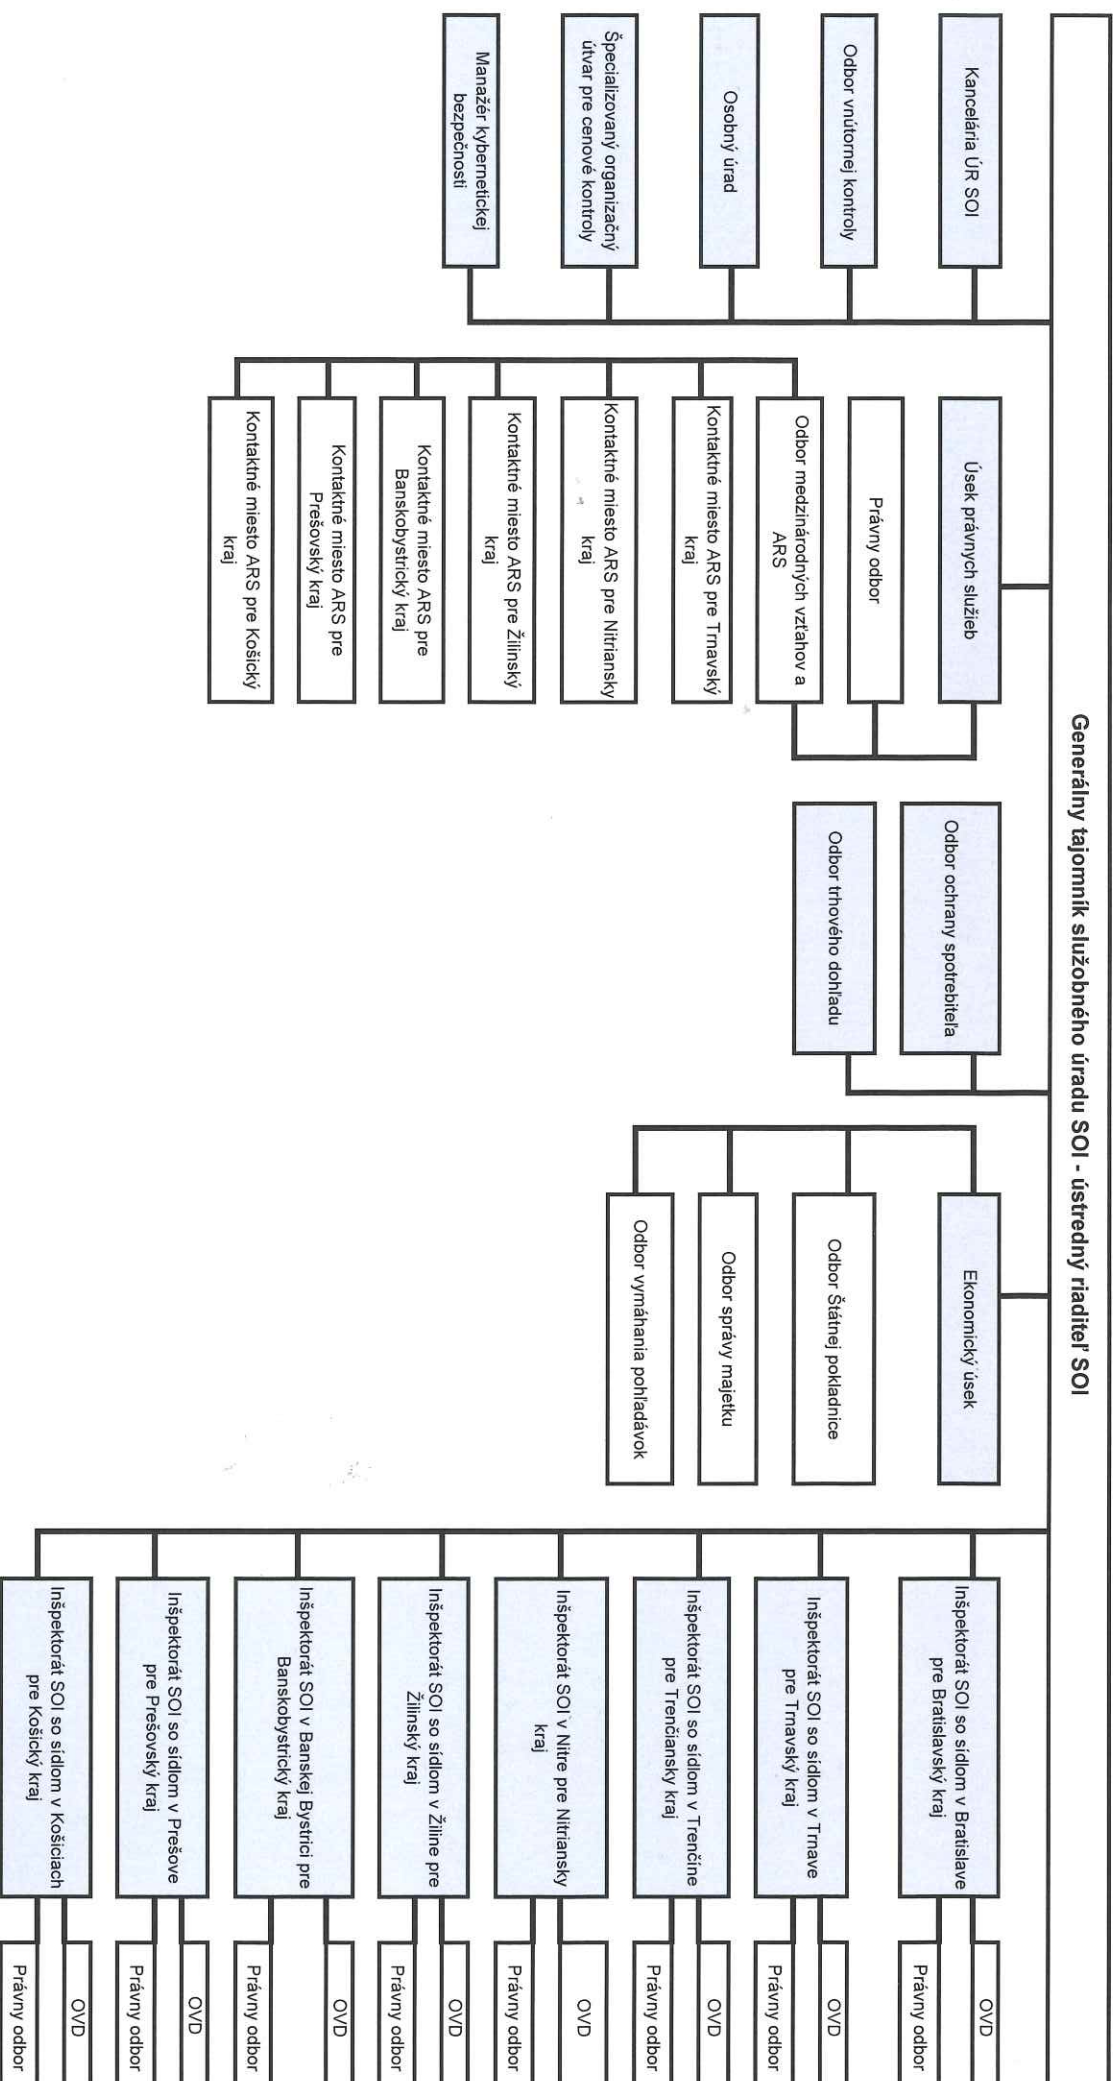 Generálny tajomník služobného úradu SOI - ústredný riaditeľ SOI
Kancelária ÚR SOI
Odbor vnútornej kontroly
Osobný úrad
Špecializovaný organizačný
útvar pre cenové kontroly
Manažér kybernetickej
bezpečnosti
Úsek právnych služieb
Právny odbor
Odbor medzinárodných vzťahov a
ARS
Kontaktné miesto ARS pre Trnavský
kraj
Kontaktné miesto ARS pre Nitriansky
kraj
Kontaktné miesto ARS pre Žilinský
kraj
Kontaktné miesto ARS pre
Banskobystrický kraj
Kontaktné miesto ARS pre
Prešovský kraj
Kontaktné miesto ARS pre Košický
kraj
Odbor ochrany spotrebiteľa
Odbor trhového dohľadu
Ekonomický úsek
Odbor Štátnej pokladnice
Odbor správy majetku
Odbor vymáhania pohľadávok
Inšpektorát SOI so sídlom v Bratislave
pre Bratislavský kraj
OVD
Právny odbor
Inšpektorát SOI so sídlom v Trnave
pre Trnavský kraj
OVD
Právny odbor
Inšpektorát SOI so sídlom v Trenčíne
pre Trenčiansky kraj
OVD
Právny odbor
Inšpektorát SOI v Nitre pre Nitriansky
kraj
OVD
Právny odbor
Inšpektorát SOI so sídlom v Žiline pre
Žilinský kraj
OVD
Právny odbor
Inšpektorát SOI v Banskej Bystrici pre
Banskobystrický kraj
OVD
Právny odbor
Inšpektorát SOI so sídlom v Prešove
pre Prešovský kraj
OVD
Právny odbor
Inšpektorát SOI so sídlom v Košiciach
pre Košický kraj
OVD
Právny odbor